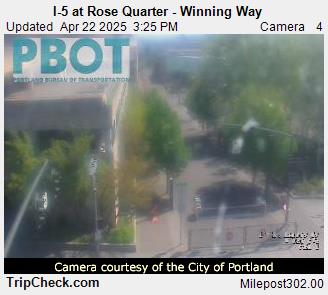 I-5 at Rose Quarter - Winning Way
Updated Apr 22 2025 3:25 PM Camera 4
PBOT
PORTLAND BUREAU OF TRANSPORTATION
Camera courtesy of the City of Portland
TripCheck.com Milepost302.00